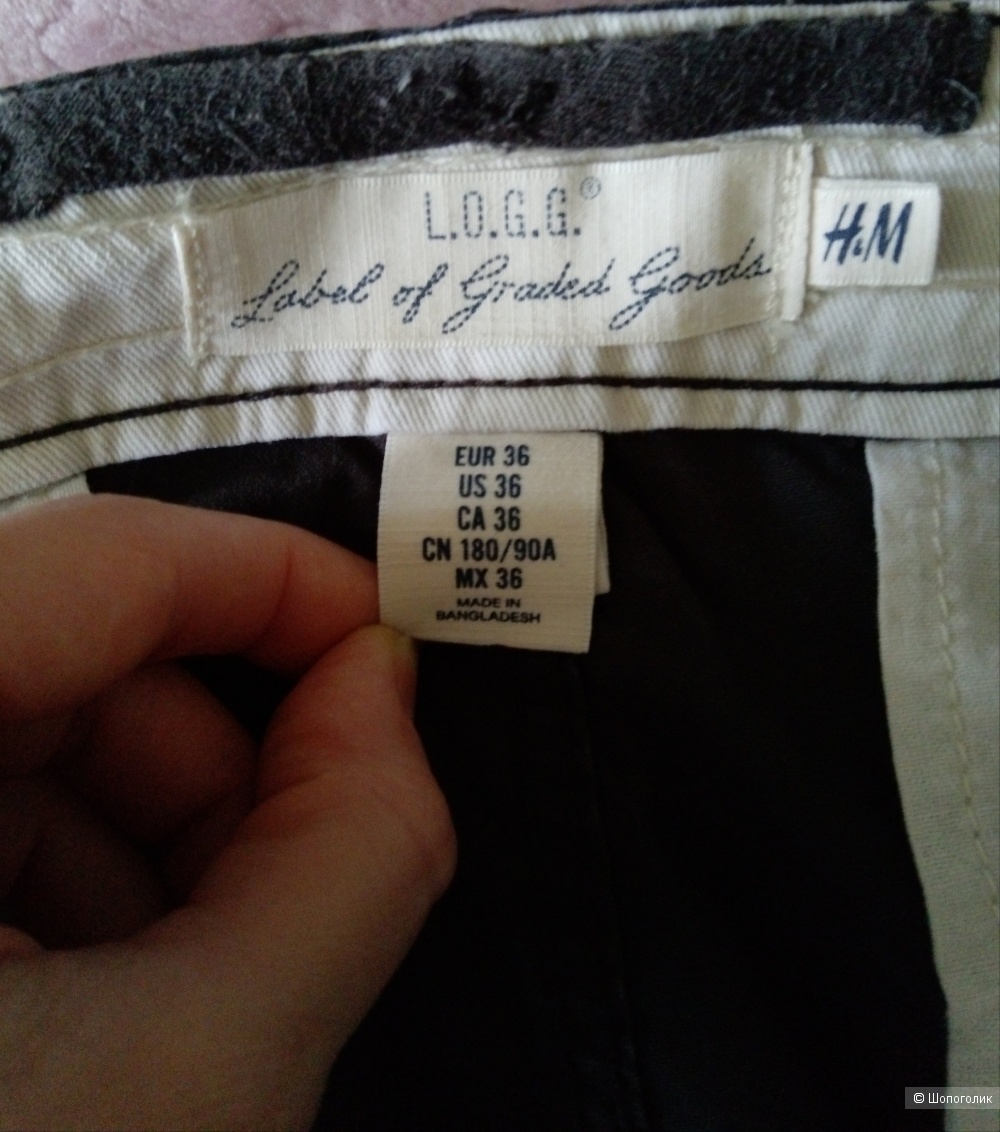 L.O.G.G.®
Label of Graded Goods
H&M
EUR 36
US 36
CA 36
CN 180/90A
MX 36
MADE IN
BANGLADESH
© Шопоголик